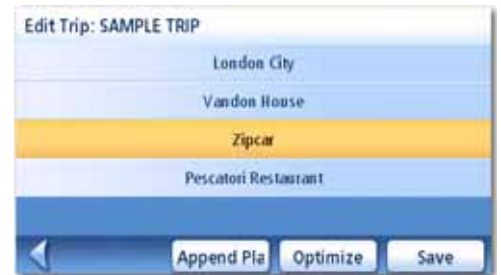 Edit Trip: SAMPLE TRIP
London City
Vandon House
Zipcar
Pescatori Restaurant
Append Pla
Optimize
Save